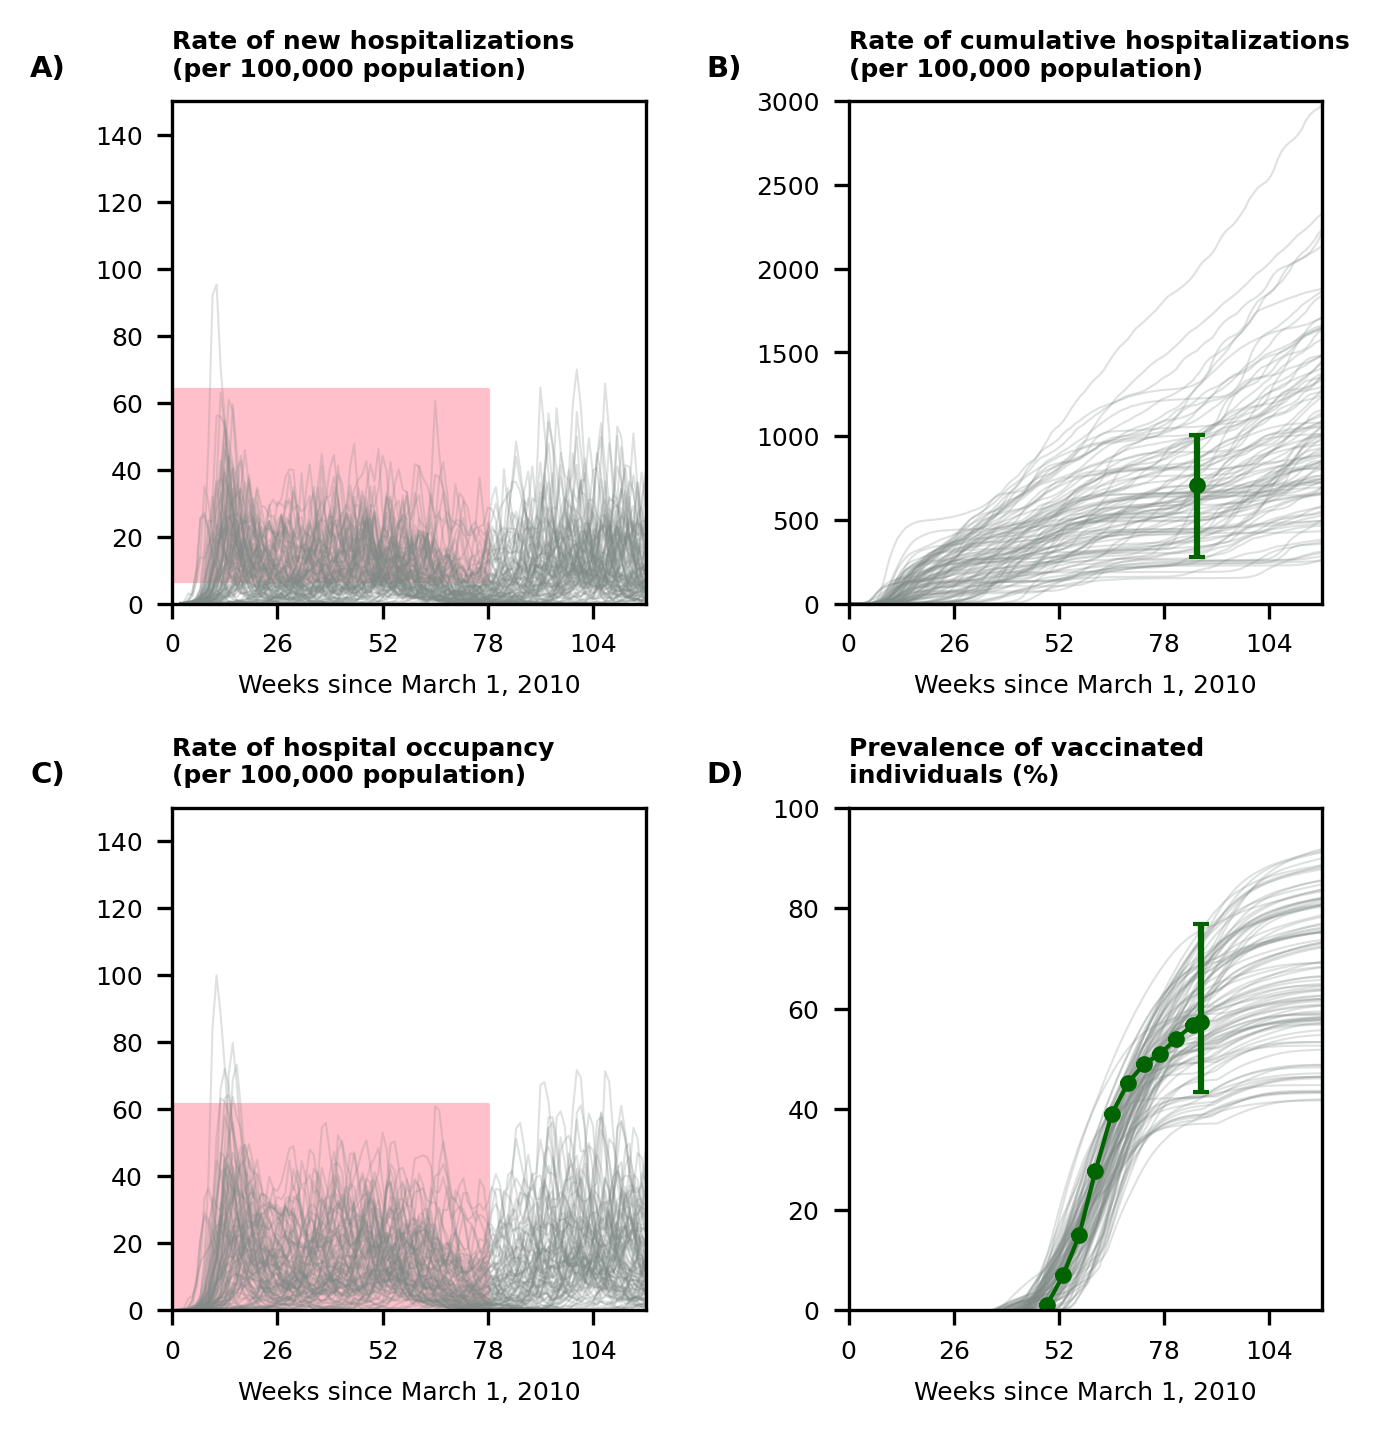 A)
Rate of new hospitalizations
(per 100,000 population)
140
120
100
80
60
40
20
0
0 26 52 78 104
Weeks since March 1, 2010
B)
Rate of cumulative hospitalizations
(per 100,000 population)
3000
2500
2000
1500
1000
500
0
0 26 52 78 104
Weeks since March 1, 2010
C)
Rate of hospital occupancy
(per 100,000 population)
140
120
100
80
60
40
20
0
0 26 52 78 104
Weeks since March 1, 2010
D)
Prevalence of vaccinated
individuals (%)
100
80
60
40
20
0
0 26 52 78 104
Weeks since March 1, 2010